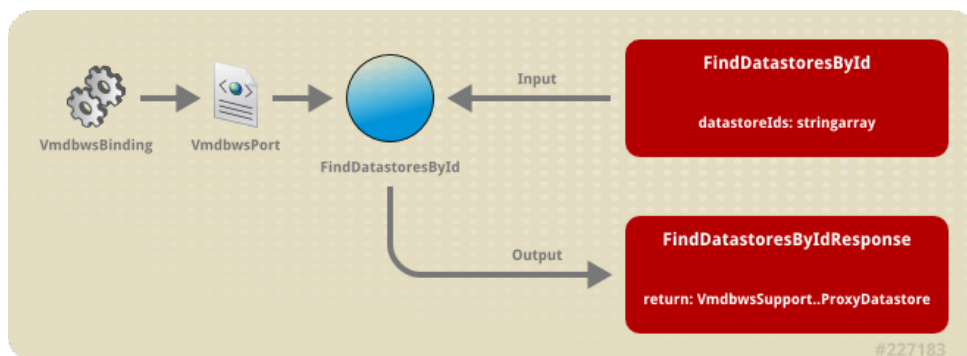 FindDatastoresById
Input
datastoreIds: stringarray
VmdbwsBinding
VmdbwsPort
FindDatastoresById
FindDatastoresByIdResponse
Output
return: VmdbwsSupport..ProxyDatastore
#227183